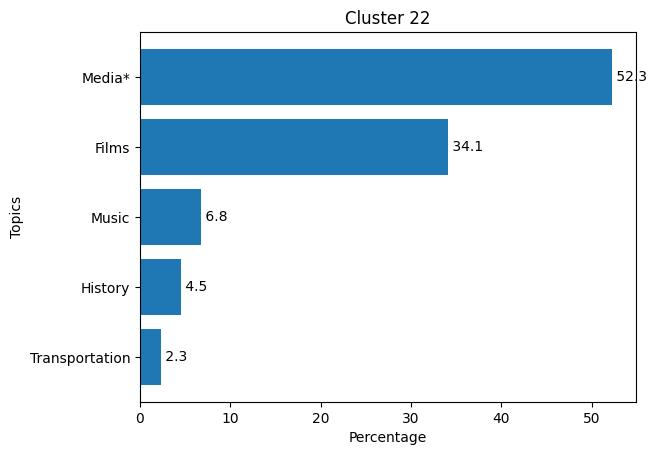 Cluster 22
Topics
Media* 52.3
Films 34.1
Music 6.8
History 4.5
Transportation 2.3
0 10 20 30 40 50
Percentage